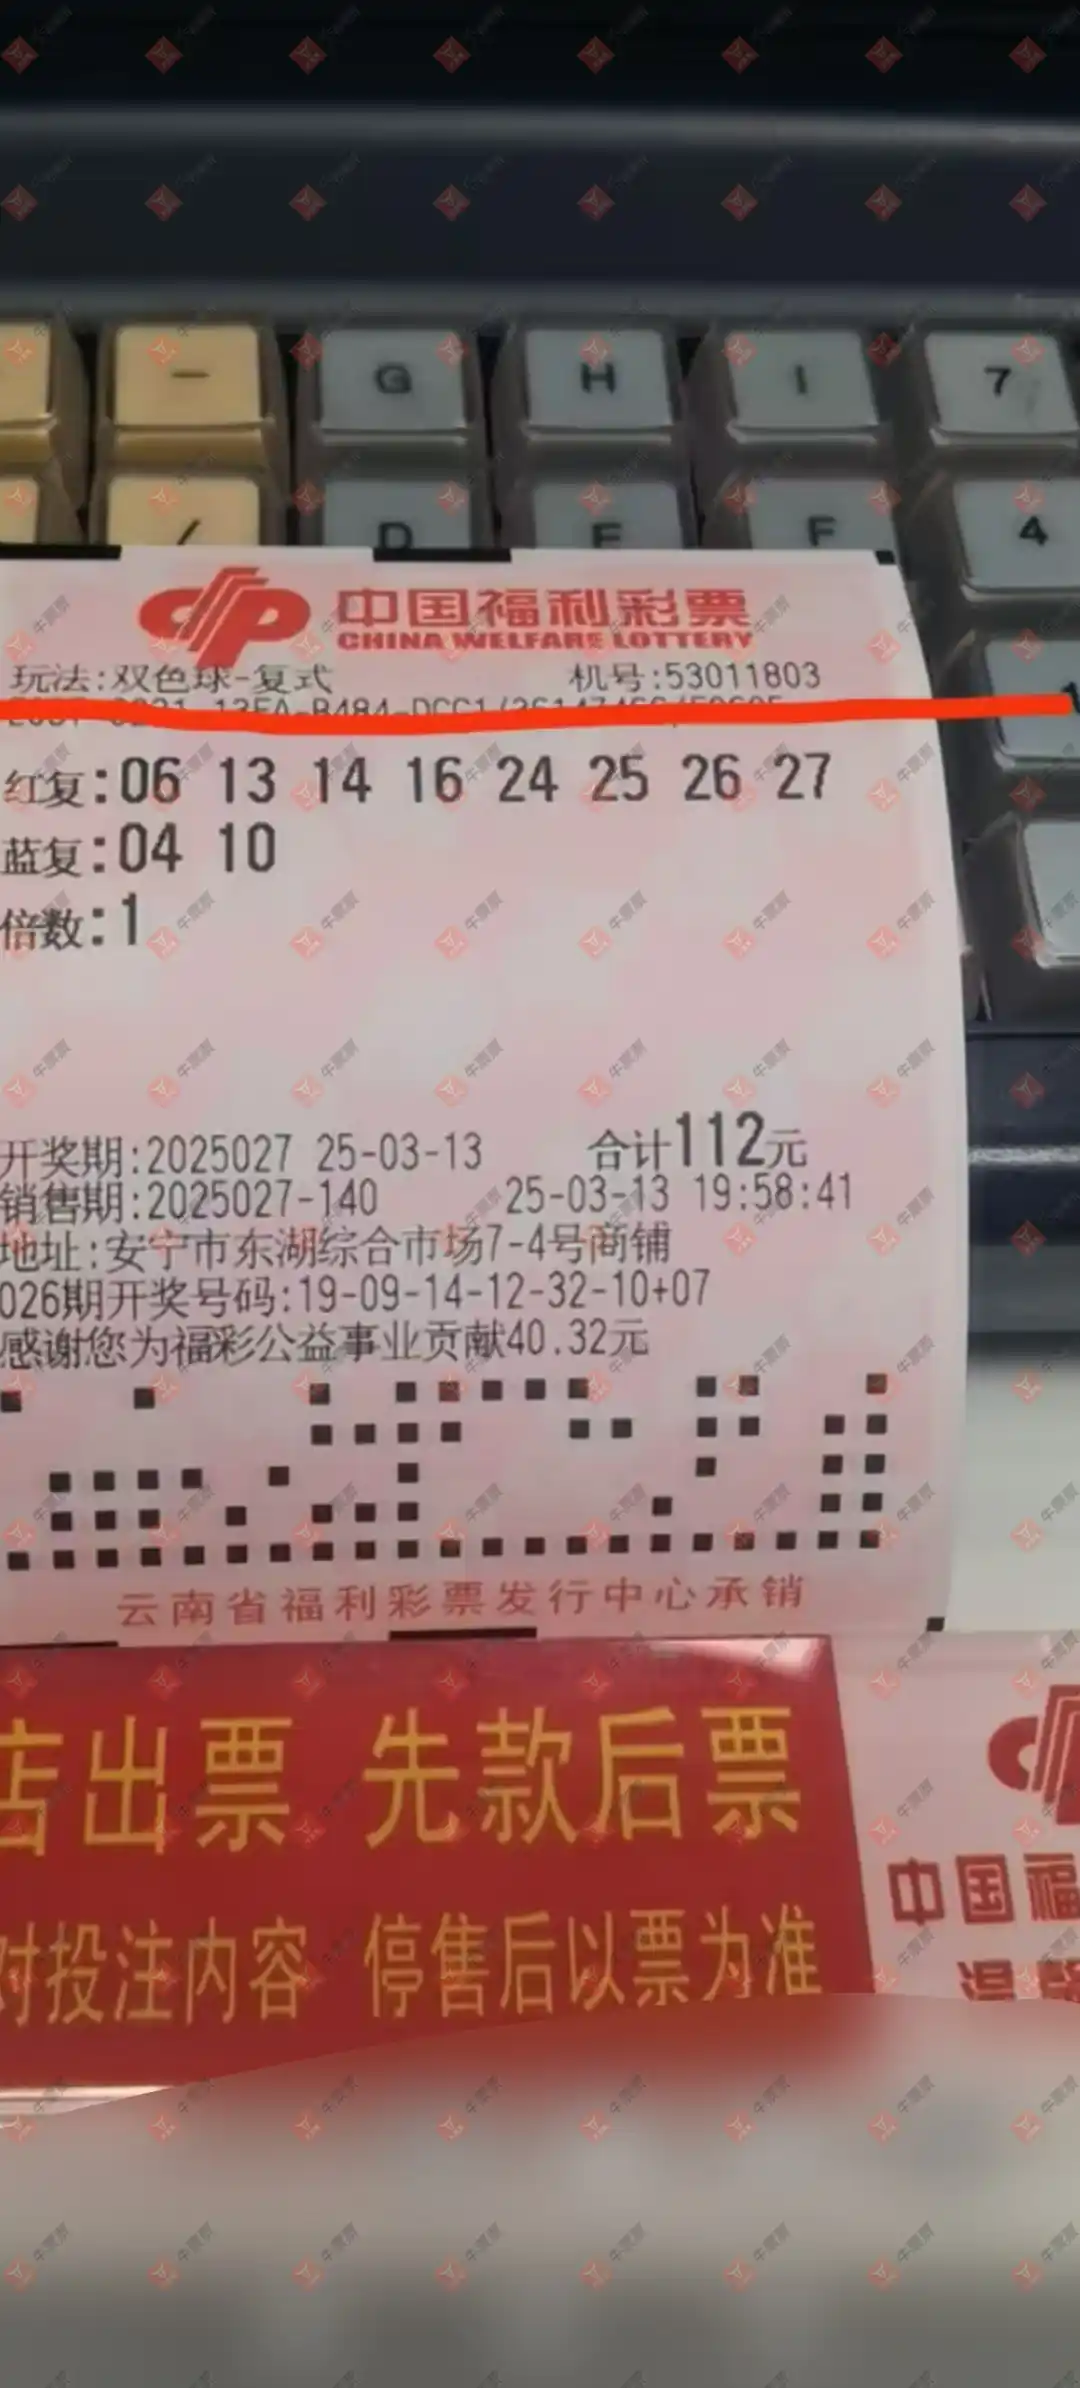 - G H I 7
/ D E F 4
中国福利彩票
CHINA WELFARE LOTTERY
玩法:双色球-复式 机号:53011803
1
红复:06 13 14 16 24 25 26 27
蓝复:04 10
倍数:1
开奖期:2025027 25-03-13 合计112元
销售期:2025027-140 25-03-13 19:58:41
地址:安宁市东湖综合市场7-4号商铺
026期开奖号码:19-09-14-12-32-10+07
感谢您为福彩公益事业贡献40.32元
云南省福利彩票发行中心承销
店出票 先款后票
中国福
对投注内容 停售后以票为准
牛票票